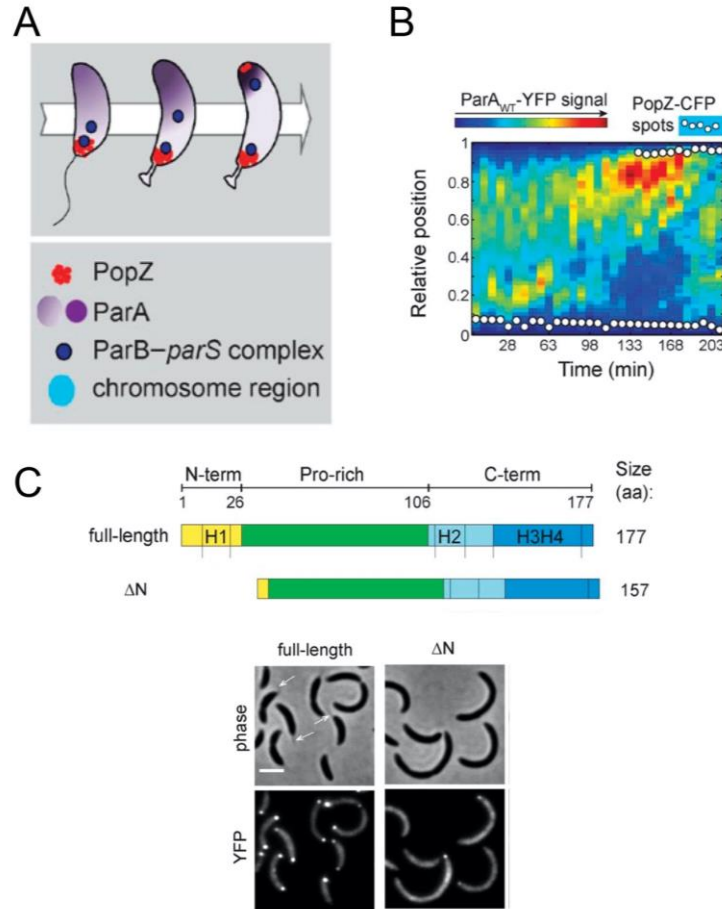 A
PopZ
ParA
ParB–parS complex
chromosome region
B
ParA_WT-YFP signal
PopZ-CFP
spots
Relative position
1
0.8
0.6
0.4
0.2
0
28 63 98 133 168 203
Time (min)
C
N-term Pro-rich C-term Size
(aa):
1 26 106 177
full-length H1 H2 H3H4 177
ΔN 157
full-length ΔN
phase
YFP